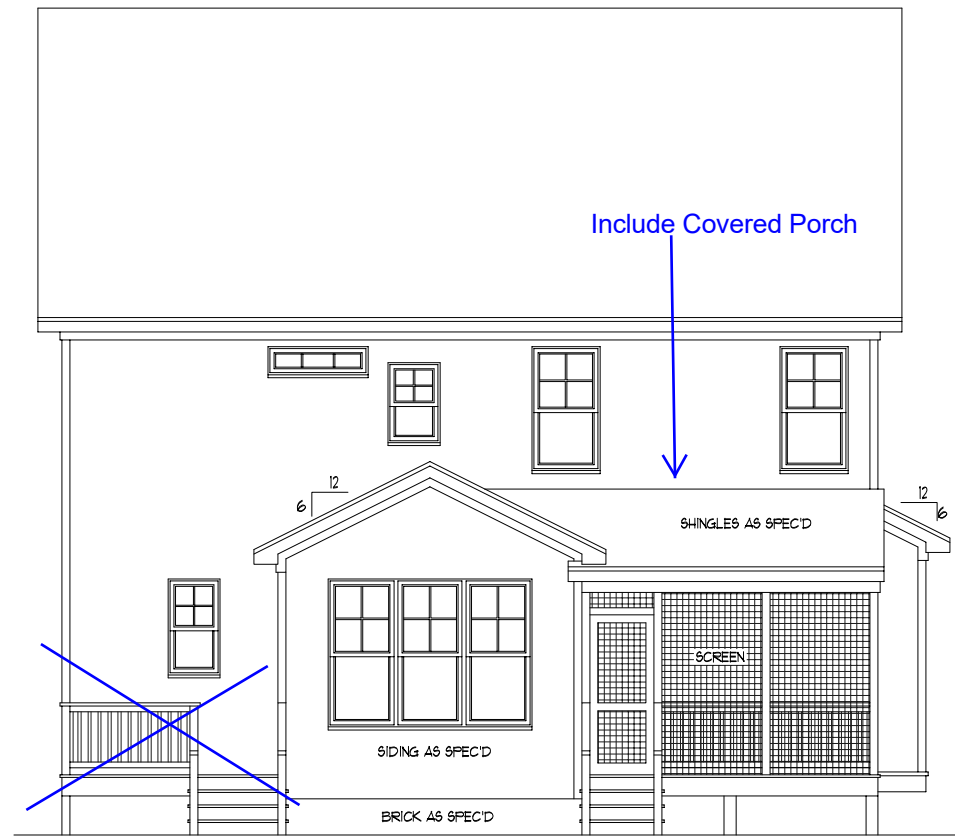 Include Covered Porch
12
6
12
6
SHINGLES AS SPEC'D
SCREEN
SIDING AS SPEC'D
BRICK AS SPEC'D